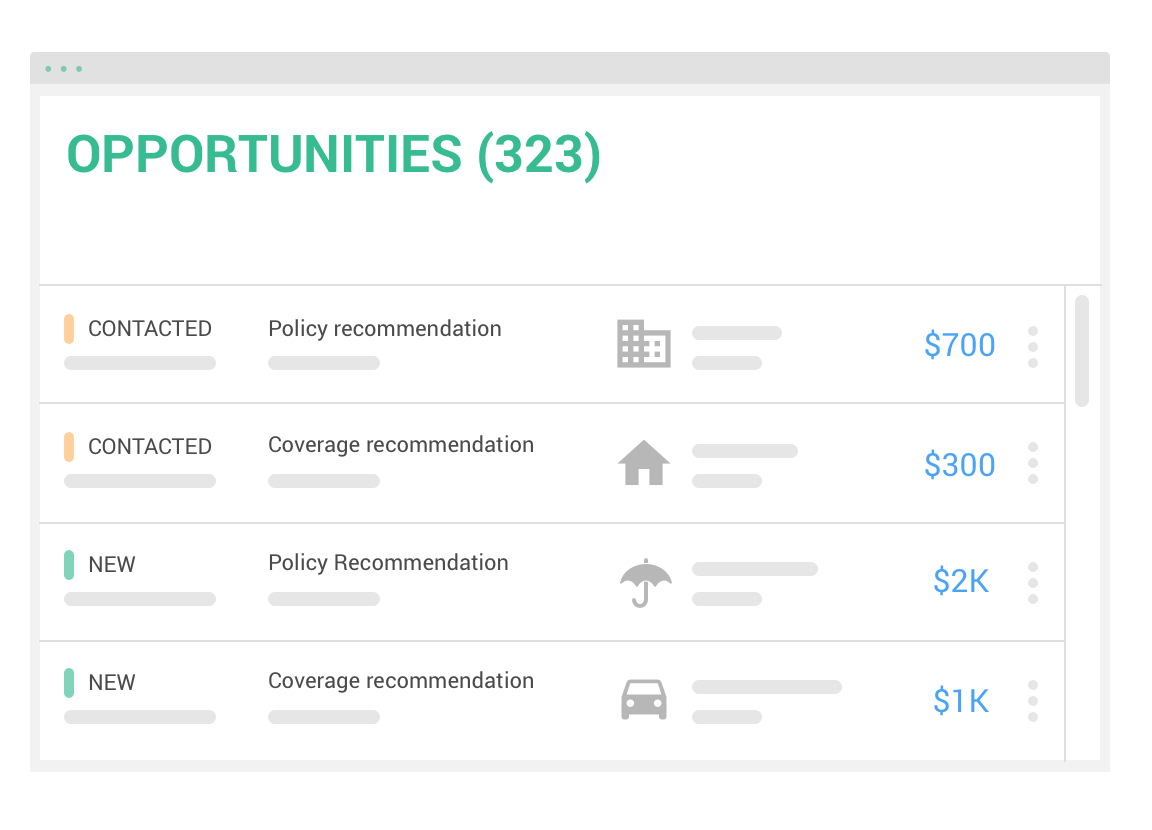 OPPORTUNITIES (323)
CONTACTED Policy recommendation $700
CONTACTED Coverage recommendation $300
NEW Policy Recommendation $2K
NEW Coverage recommendation $1K